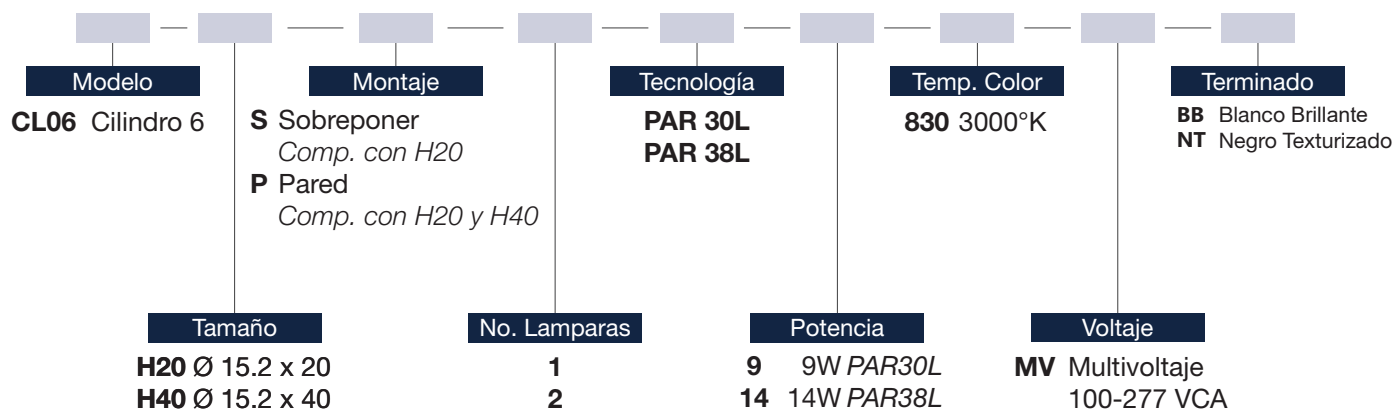 Modelo
CL06 Cilindro 6
Montaje
S Sobreponer
Comp. con H20
P Pared
Comp. con H20 y H40
Tecnología
PAR 30L
PAR 38L
Temp. Color
830 3000°K
Terminado
BB Blanco Brillante
NT Negro Texturizado
Tamaño
H20 Ø 15.2 x 20
H40 Ø 15.2 x 40
No. Lamparas
1
2
Potencia
9 9W PAR30L
14 14W PAR38L
Voltaje
MV Multivoltaje
100-277 VCA